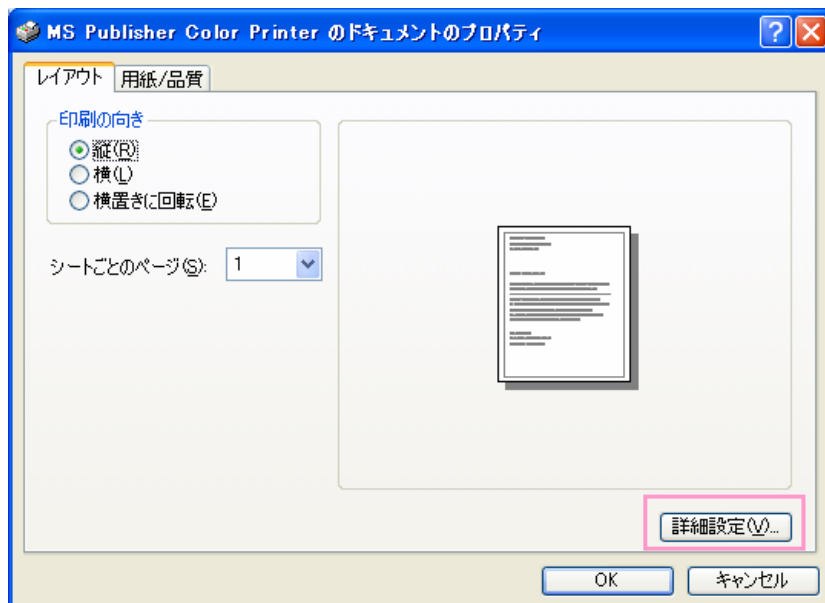 MS Publisher Color Printer のドキュメントのプロパティ
レイアウト 用紙/品質
印刷の向き
縦(R)
横(L)
横置きに回転(E)
シートごとのページ(S): 1
詳細設定(V)...
OK キャンセル